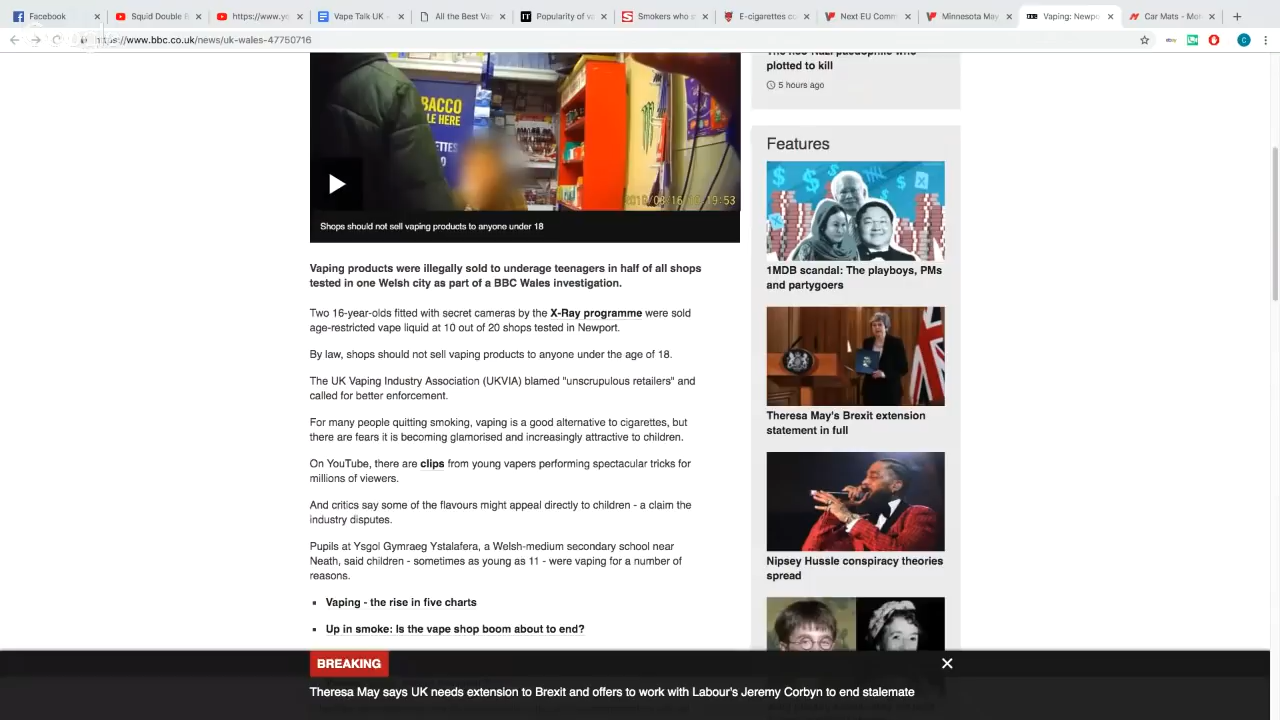 Facebook
Squid Double
https://www.yo
Vape Talk UK -
All the Best Va
Popularity of va
Smokers who
E-cigarettes co
Next EU Comm
Minnesota May
Vaping: Newpo
Car Mats - Mo
https://www.bbc.co.uk/news/uk-wales-47750716
BACCO
LE HERE
19:53
Shops should not sell vaping products to anyone under 18
Vaping products were illegally sold to underage teenagers in half of all shops
tested in one Welsh city as part of a BBC Wales investigation.
Two 16-year-olds fitted with secret cameras by the X-Ray programme were sold
age-restricted vape liquid at 10 out of 20 shops tested in Newport.
By law, shops should not sell vaping products to anyone under the age of 18.
The UK Vaping Industry Association (UKVIA) blamed "unscrupulous retailers" and
called for better enforcement.
For many people quitting smoking, vaping is a good alternative to cigarettes, but
there are fears it is becoming glamorised and increasingly attractive to children.
On YouTube, there are clips from young vapers performing spectacular tricks for
millions of viewers.
And critics say some of the flavours might appeal directly to children - a claim the
industry disputes.
Pupils at Ysgol Gymraeg Ystalafera, a Welsh-medium secondary school near
Neath, said children - sometimes as young as 11 - were vaping for a number of
reasons.
Vaping - the rise in five charts
Up in smoke: Is the vape shop boom about to end?
plotted to kill
5 hours ago
Features
1MDB scandal: The playboys, PMs
and partygoers
Theresa May's Brexit extension
statement in full
Nipsey Hussle conspiracy theories
spread
BREAKING
Theresa May says UK needs extension to Brexit and offers to work with Labour's Jeremy Corbyn to end stalemate